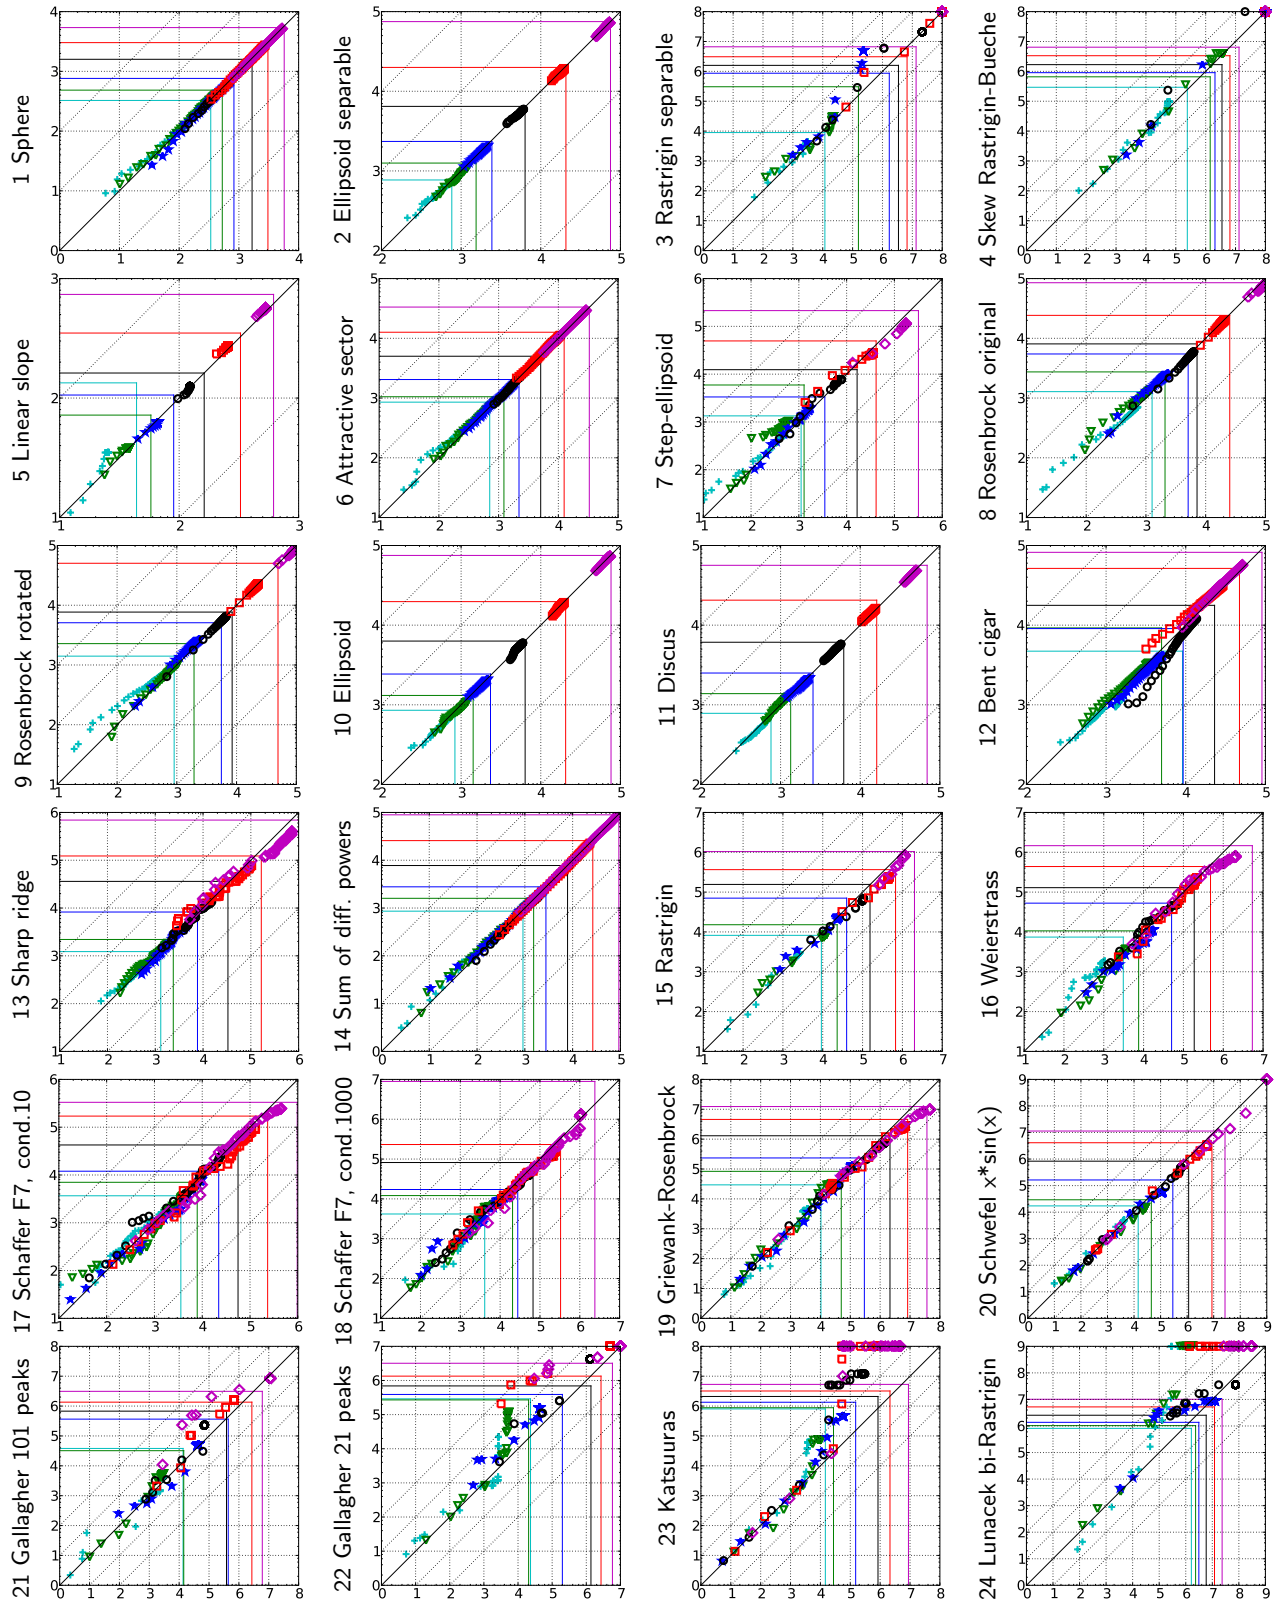 1 Sphere
2 Ellipsoid separable
3 Rastrigin separable
4 Skew Rastrigin-Bueche
5 Linear slope
6 Attractive sector
7 Step-ellipsoid
8 Rosenbrock original
9 Rosenbrock rotated
10 Ellipsoid
11 Discus
12 Bent cigar
13 Sharp ridge
14 Sum of diff. powers
15 Rastrigin
16 Weierstrass
17 Schaffer F7, cond.10
18 Schaffer F7, cond.1000
19 Griewank-Rosenbrock
20 Schwefel x*sin(x)
21 Gallagher 101 peaks
22 Gallagher 21 peaks
23 Katsuuras
24 Lunacek bi-Rastrigin